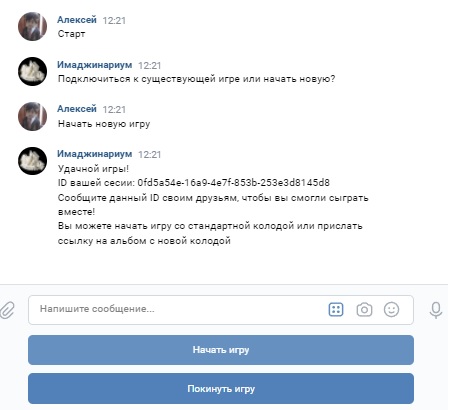 Алексей 12:21
Старт
Имаджинариум 12:21
Подключиться к существующей игре или начать новую?
Алексей 12:21
Начать новую игру
Имаджинариум 12:21
Удачной игры!
ID вашей сесии: 0fd5a54e-16a9-4e7f-853b-253e3d8145d8
Сообщите данный ID своим друзьям, чтобы вы смогли сыграть
вместе!
Вы можете начать игру со стандартной колодой или прислать
ссылку на альбом с новой колодой
Напишите сообщение...
Начать игру
Покинуть игру